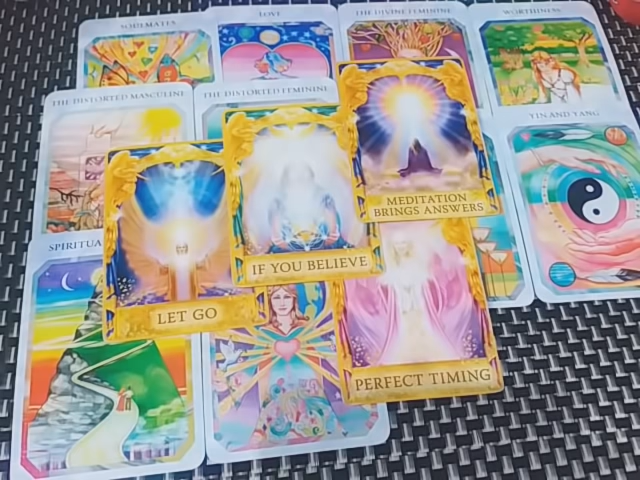 SOULMATES
LOVE
THE DIVINE FEMININE
WORTHINESS
THE DISTORTED MASCULINE
THE DISTORTED FEMININE
YIN AND YANG
MEDITATION
BRINGS ANSWERS
IF YOU BELIEVE
LET GO
PERFECT TIMING